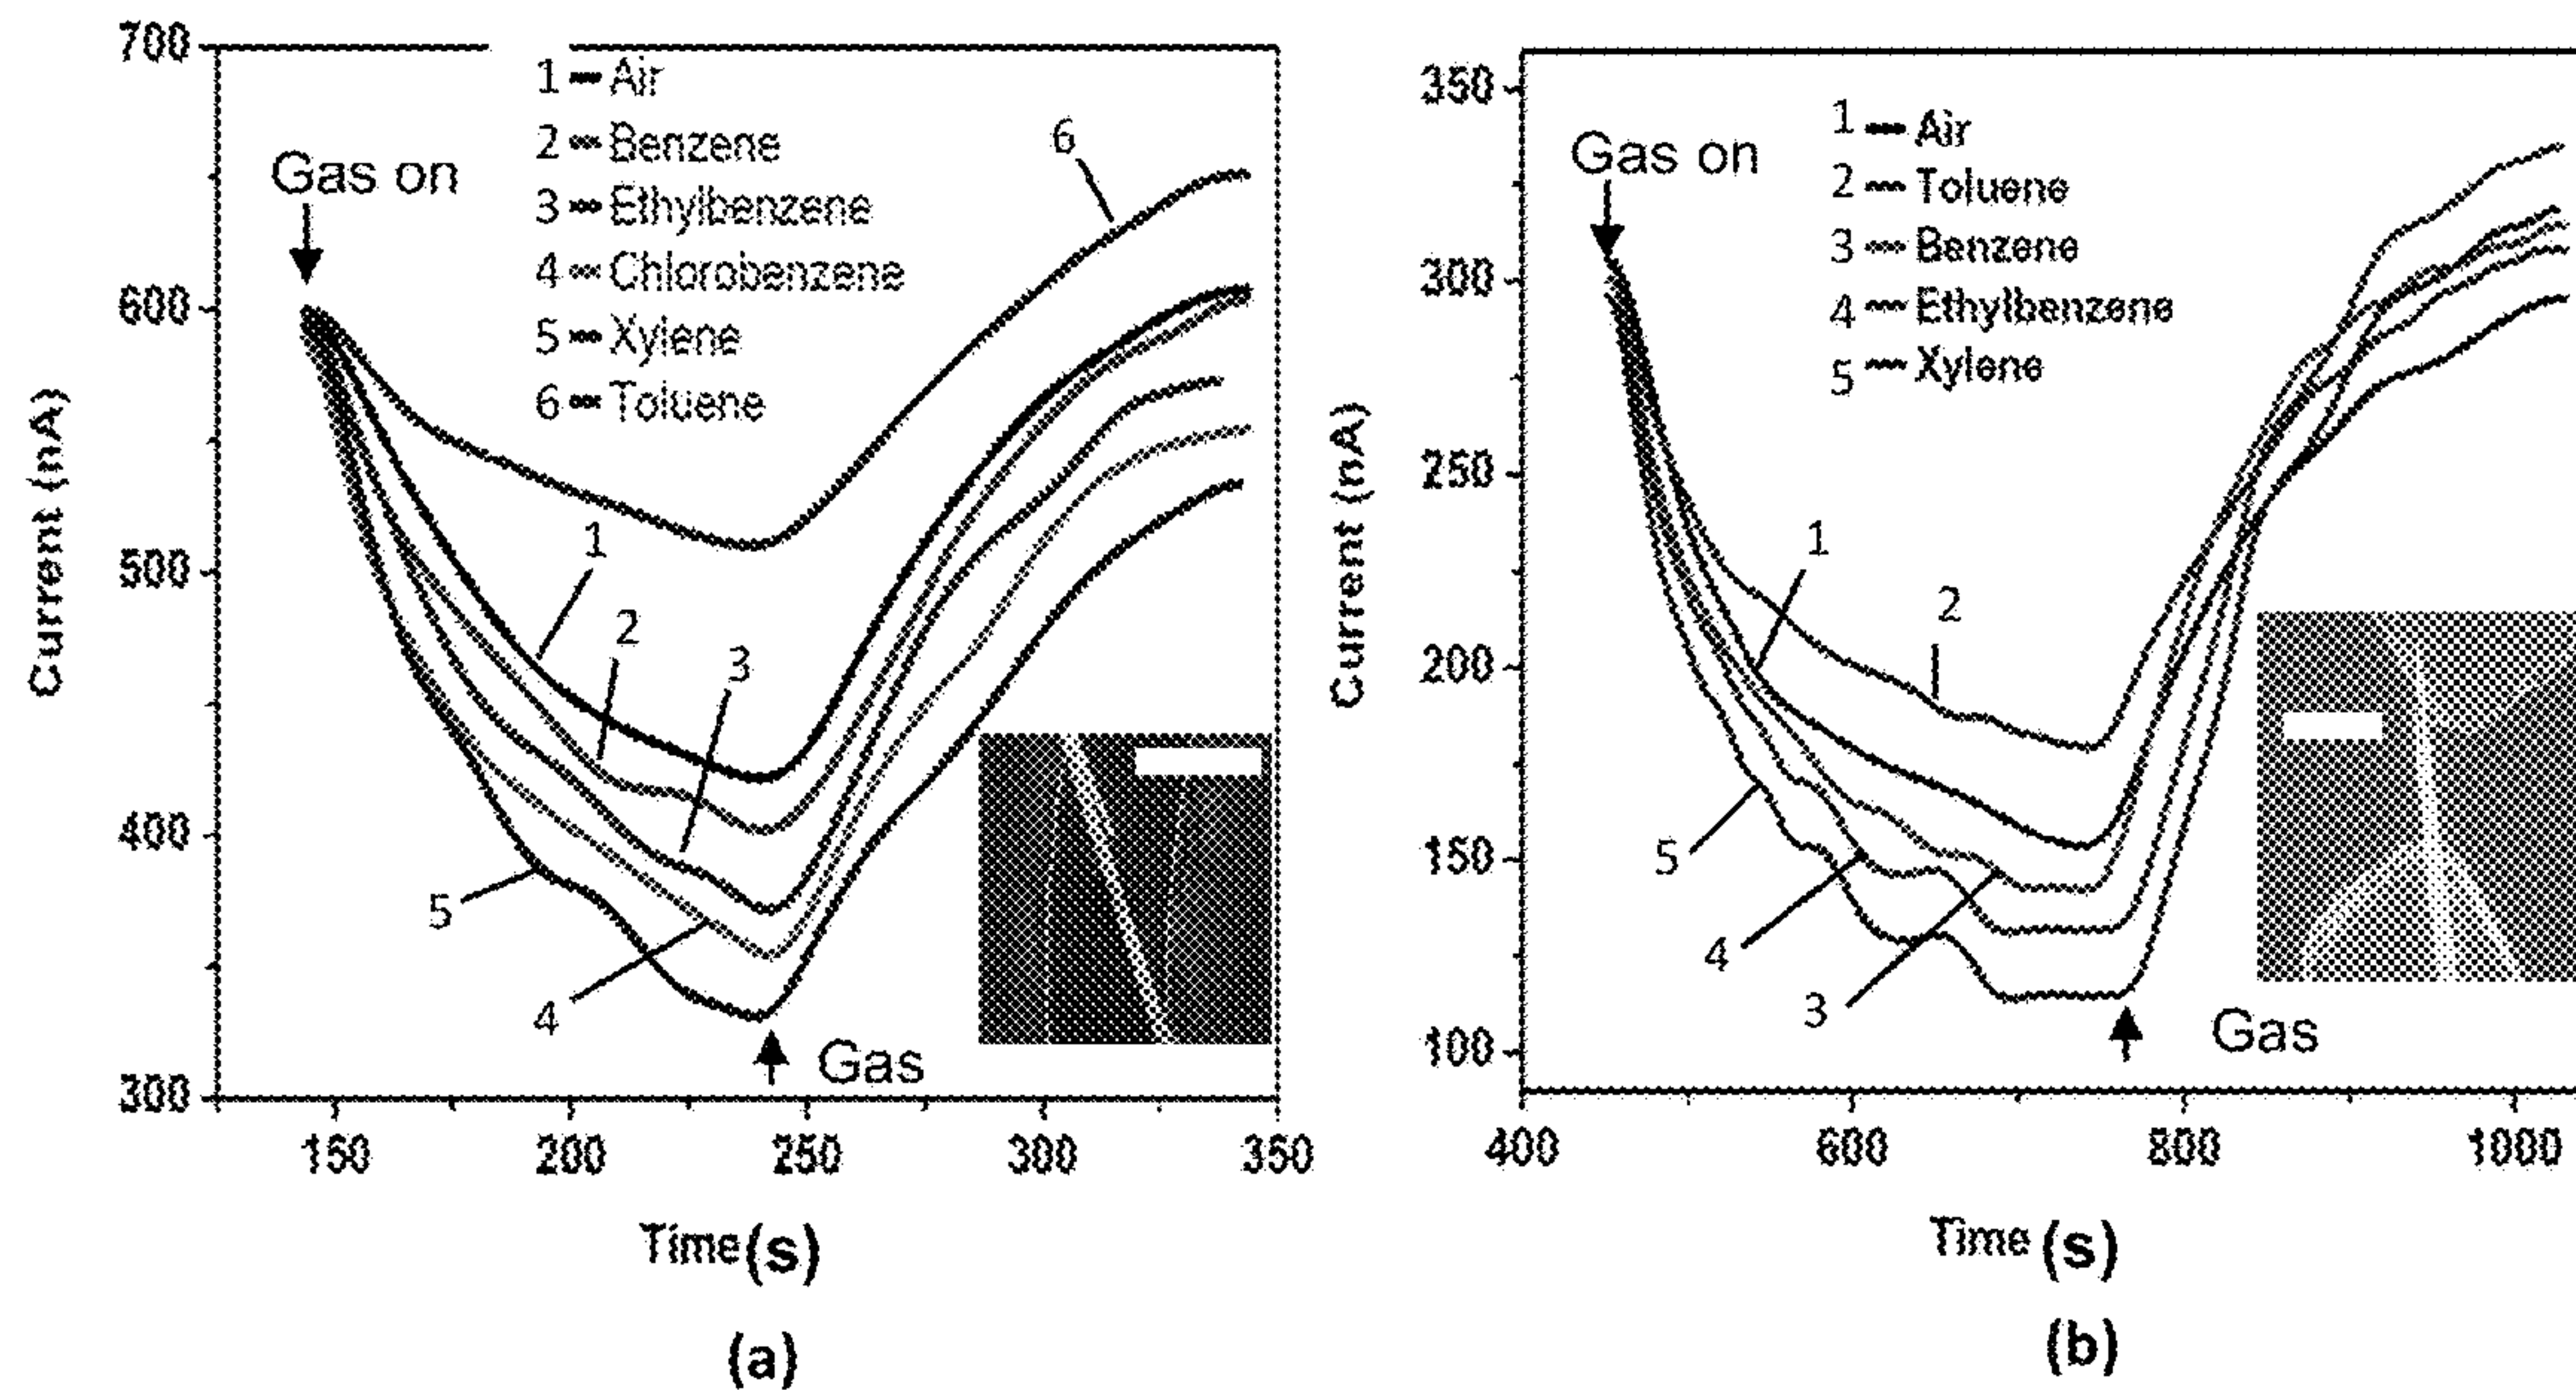 700
600
500
400
300
Current (nA)
Gas on
1 Air
2 Benzene
3 Ethylbenzene
4 Chlorobenzene
5 Xylene
6 Toluene
6
1
2
3
5
4
Gas
150 200 250 300 350
Time (s)
(a)
350
300
250
200
150
100
Current (nA)
Gas on
1 Air
2 Toluene
3 Benzene
4 Ethylbenzene
5 Xylene
1
2
5
4
3
Gas
400 600 800 1000
Time (s)
(b)